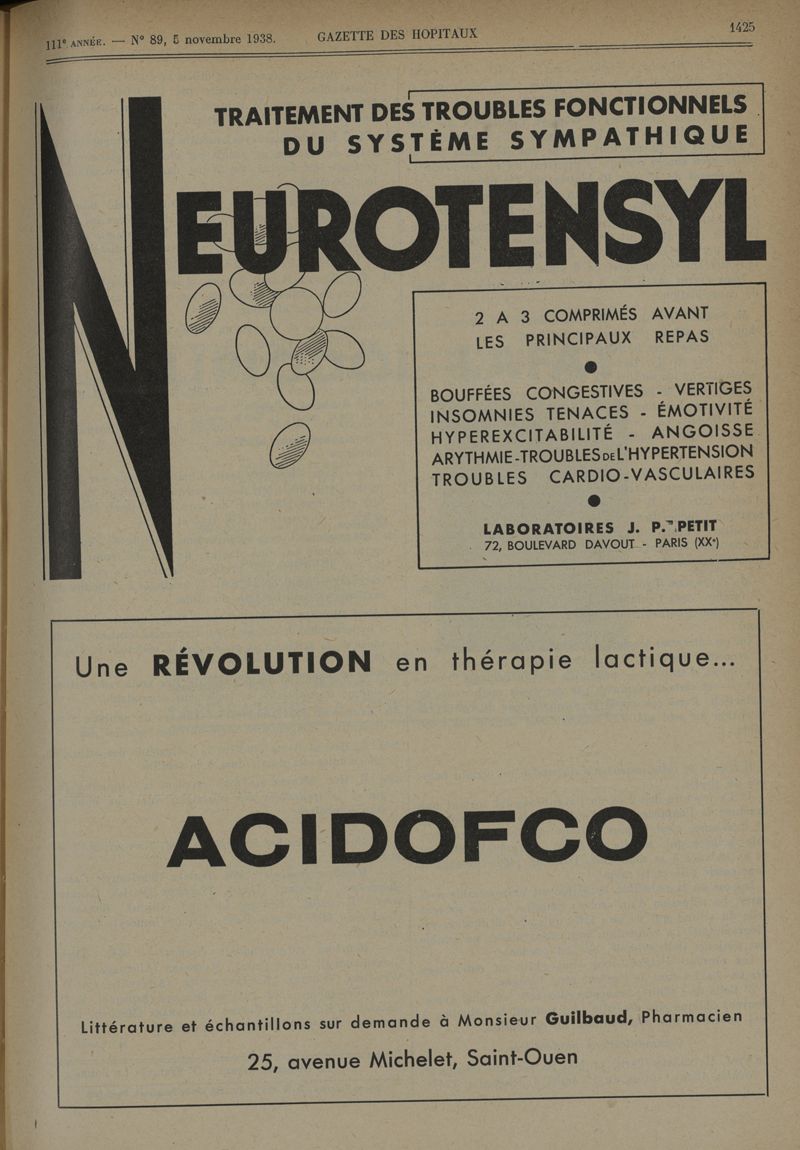 111e ANNÉE. — N° 89, 5 novembre 1938.
GAZETTE DES HOPITAUX
1425
TRAITEMENT DES TROUBLES FONCTIONNELS
DU SYSTÈME SYMPATHIQUE
NEUROTENSYL
2 A 3 COMPRIMÉS AVANT
LES PRINCIPAUX REPAS
BOUFFÉES CONGESTIVES - VERTIGES
INSOMNIES TENACES - ÉMOTIVITÉ
HYPEREXCITABILITÉ - ANGOISSE
ARYTHMIE-TROUBLES DE L'HYPERTENSION
TROUBLES CARDIO-VASCULAIRES
LABORATOIRES J. P. PETIT
72, BOULEVARD DAVOUT - PARIS (XXe)
Une RÉVOLUTION en thérapie lactique...
ACIDOFCO
Littérature et échantillons sur demande à Monsieur Guilbaud, Pharmacien
25, avenue Michelet, Saint-Ouen